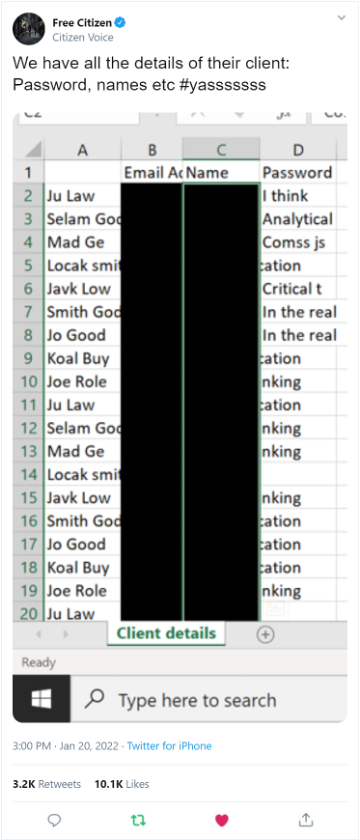 Free Citizen
Citizen Voice
We have all the details of their client:
Password, names etc #yasssssss
C2 fx
A B C D
1 Email Ad Name Password
2 Ju Law I think
3 Selam Goo Analytical
4 Mad Ge Comss js
5 Locak smit cation
6 Javk Low Critical t
7 Smith God In the real
8 Jo Good In the real
9 Koal Buy cation
10 Joe Role nking
11 Ju Law cation
12 Selam Goo nking
13 Mad Ge nking
14 Locak smit
15 Javk Low nking
16 Smith God cation
17 Jo Good cation
18 Koal Buy cation
19 Joe Role nking
20 Ju Law
Client details
Ready
Type here to search
3:00 PM · Jan 20, 2022 · Twitter for iPhone
3.2K Retweets 10.1K Likes